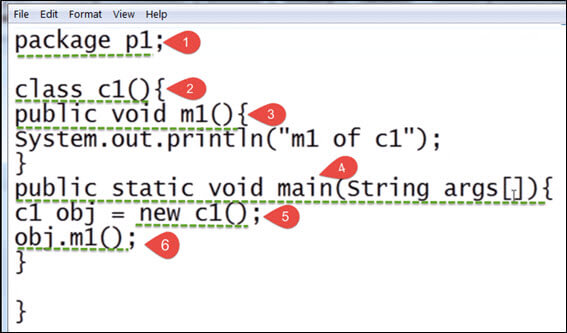 File Edit Format View Help
package p1; 1
class c1(){ 2
public void m1(){ 3
System.out.println("m1 of c1");
}
4
public static void main(String args[]){
c1 obj = new c1(); 5
obj.m1(); 6
}
}